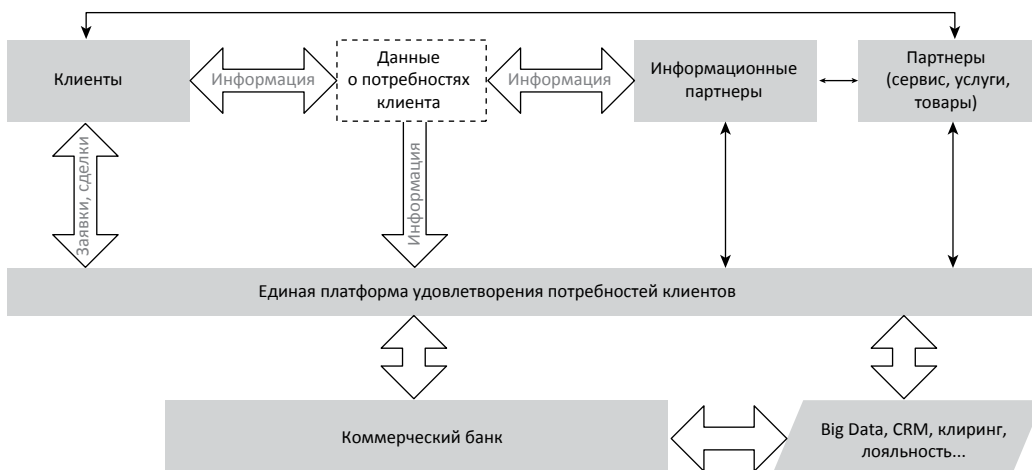 Клиенты
Информация
Данные
о потребностях
клиента
Информация
Информационные
партнеры
Партнеры
(сервис, услуги,
товары)
Заявки, сделки
Информация
Единая платформа удовлетворения потребностей клиентов
Коммерческий банк
Big Data, CRM, клиринг,
лояльность...